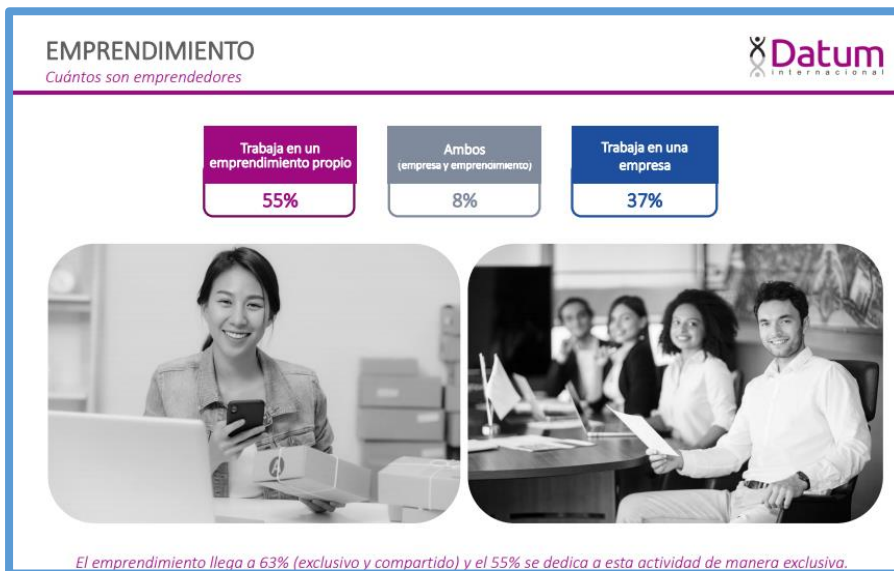 EMPRENDIMIENTO
Cuántos son emprendedores
Datum
internacional
Trabaja en un
emprendimiento propio
55%
Ambos
(empresa y emprendimiento)
8%
Trabaja en una
empresa
37%
A
El emprendimiento llega a 63% (exclusivo y compartido) y el 55% se dedica a esta actividad de manera exclusiva.